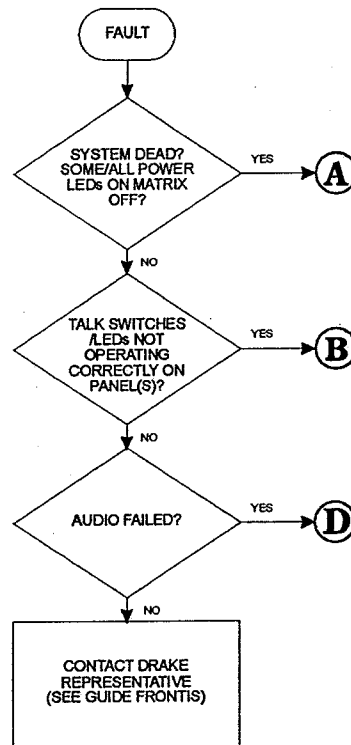 FAULT
SYSTEM DEAD?
SOME/ALL POWER
LEDs ON MATRIX
OFF?
YES
A
NO
TALK SWITCHES
/LEDs NOT
OPERATING
CORRECTLY ON
PANEL(S)?
YES
B
NO
AUDIO FAILED?
YES
D
NO
CONTACT DRAKE
REPRESENTATIVE
(SEE GUIDE FRONTIS)